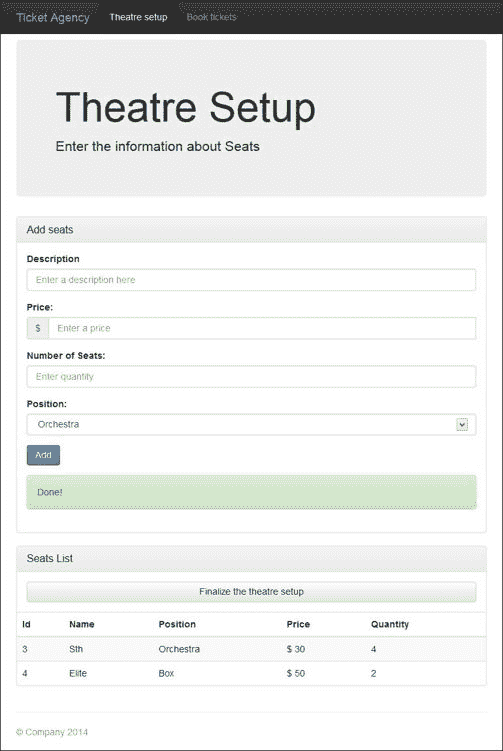 Ticket Agency Theatre setup Book tickets
Theatre Setup
Enter the information about Seats
Add seats
Description
Enter a description here
Price:
$ Enter a price
Number of Seats:
Enter quantity
Position:
Orchestra
Add
Done!
Seats List
Finalize the theatre setup
Id Name Position Price Quantity
3 Sth Orchestra $ 30 4
4 Elite Box $ 50 2
© Company 2014